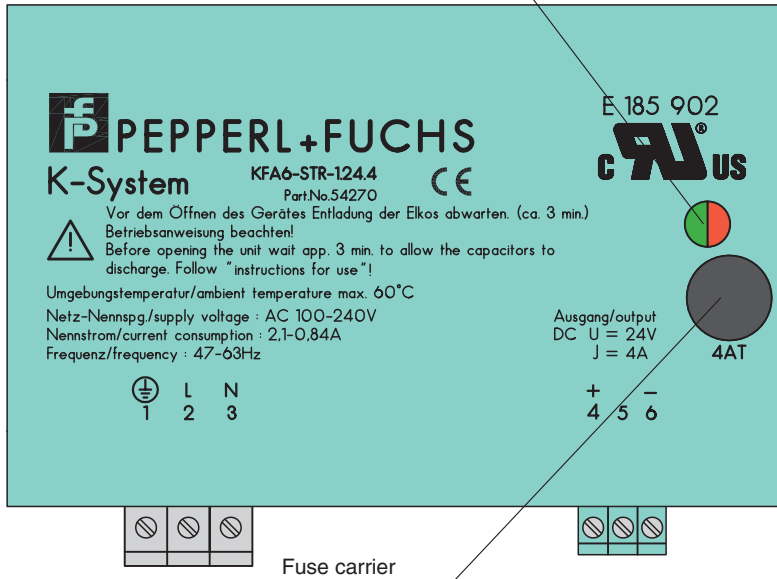 fP PEPPERL+FUCHS
E 185 902
C RU® US
K-System KFA6-STR-1.24.4 CE
Part.No.54270
Vor dem Öffnen des Gerätes Entladung der Elkos abwarten. (ca. 3 min.)
Betriebsanweisung beachten!
Before opening the unit wait app. 3 min. to allow the capacitors to
discharge. Follow "instructions for use"!
Umgebungstemperatur/ambient temperature max. 60°C
Netz-Nennspg./supply voltage : AC 100-240V
Nennstrom/current consumption : 2,1-0,84A
Frequenz/frequency : 47-63Hz
Ausgang/output
DC U = 24V
J = 4A
4AT
L N
1 2 3
+ −
4 5 6
Fuse carrier